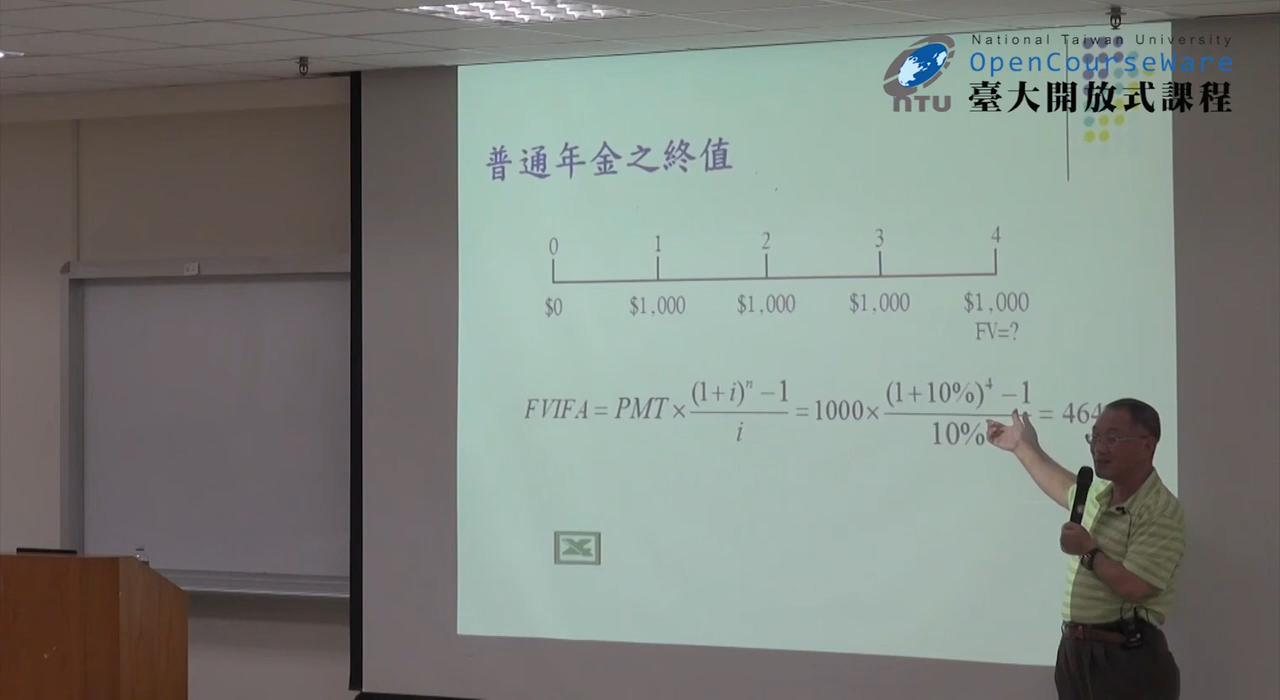 National Taiwan University
OpenCourseWare
NTU
臺大開放式課程
普通年金之終值
0 1 2 3 4
$0 $1,000 $1,000 $1,000 $1,000
FV=?
FVIFA = PMT × ((1+i)^n −1)/i = 1000 × ((1+10%)^4 −1)/10% = 464